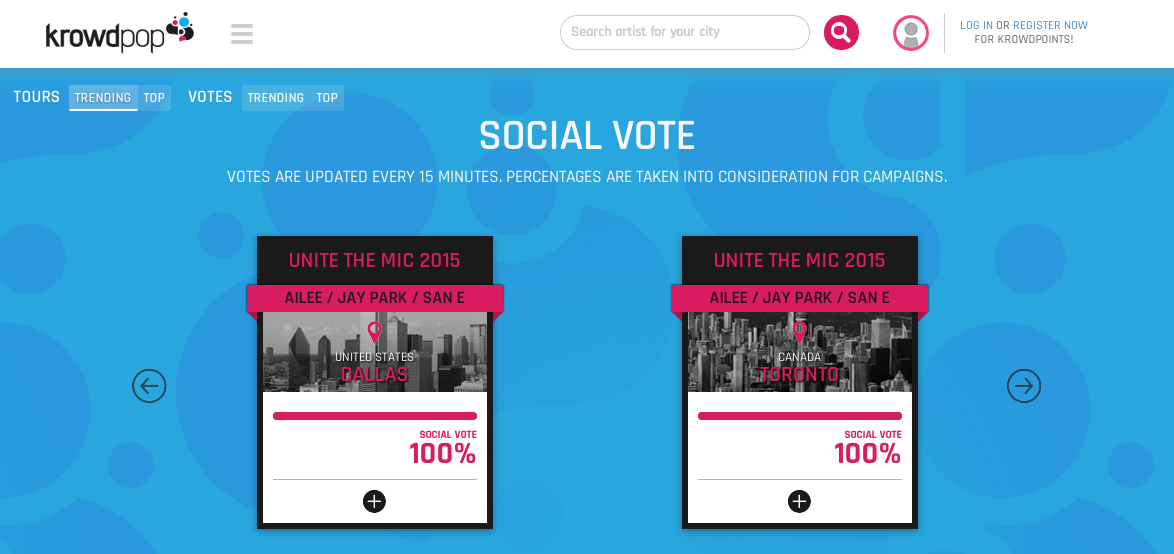 krowdpop
Search artist for your city
LOG IN OR REGISTER NOW
FOR KROWDPOINTS!
TOURS TRENDING TOP VOTES TRENDING TOP
SOCIAL VOTE
VOTES ARE UPDATED EVERY 15 MINUTES. PERCENTAGES ARE TAKEN INTO CONSIDERATION FOR CAMPAIGNS.
UNITE THE MIC 2015
AILEE / JAY PARK / SAN E
UNITED STATES
DALLAS
SOCIAL VOTE
100%
UNITE THE MIC 2015
AILEE / JAY PARK / SAN E
CANADA
TORONTO
SOCIAL VOTE
100%